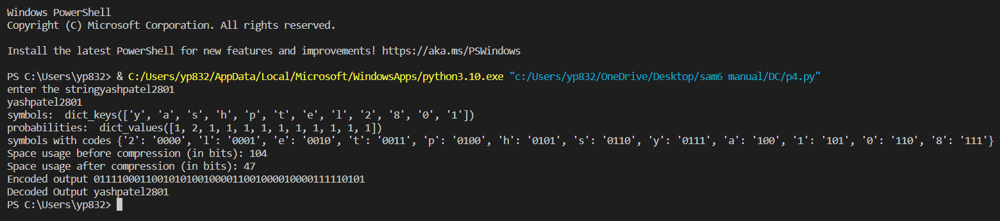 Windows PowerShell
Copyright (C) Microsoft Corporation. All rights reserved.
Install the latest PowerShell for new features and improvements! https://aka.ms/PSWindows
PS C:\Users\yp832> & C:/Users/yp832/AppData/Local/Microsoft/WindowsApps/python3.10.exe "c:/Users/yp832/OneDrive/Desktop/sam6 manual/DC/p4.py"
enter the stringyashpatel2801
yashpatel2801
symbols:  dict_keys(['y', 'a', 's', 'h', 'p', 't', 'e', 'l', '2', '8', '0', '1'])
probabilities:  dict_values([1, 2, 1, 1, 1, 1, 1, 1, 1, 1, 1, 1])
symbols with codes {'2': '0000', 'l': '0001', 'e': '0010', 't': '0011', 'p': '0100', 'h': '0101', 's': '0110', 'y': '0111', 'a': '100', '1': '101', '0': '110', '8': '111'}
Space usage before compression (in bits): 104
Space usage after compression (in bits): 47
Encoded output 01111000110010101001000011001000010000111110101
Decoded Output yashpatel2801
PS C:\Users\yp832>